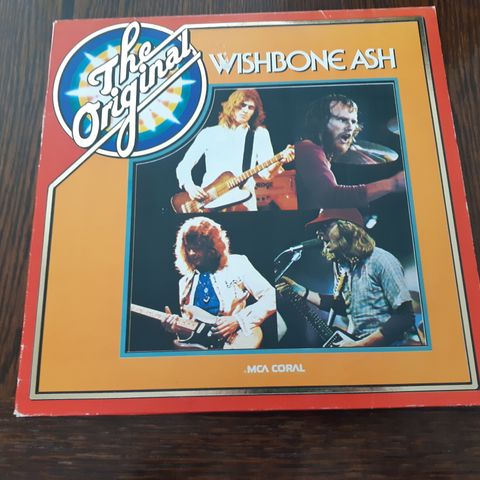 The
Original
WISHBONE ASH
MCA CORAL